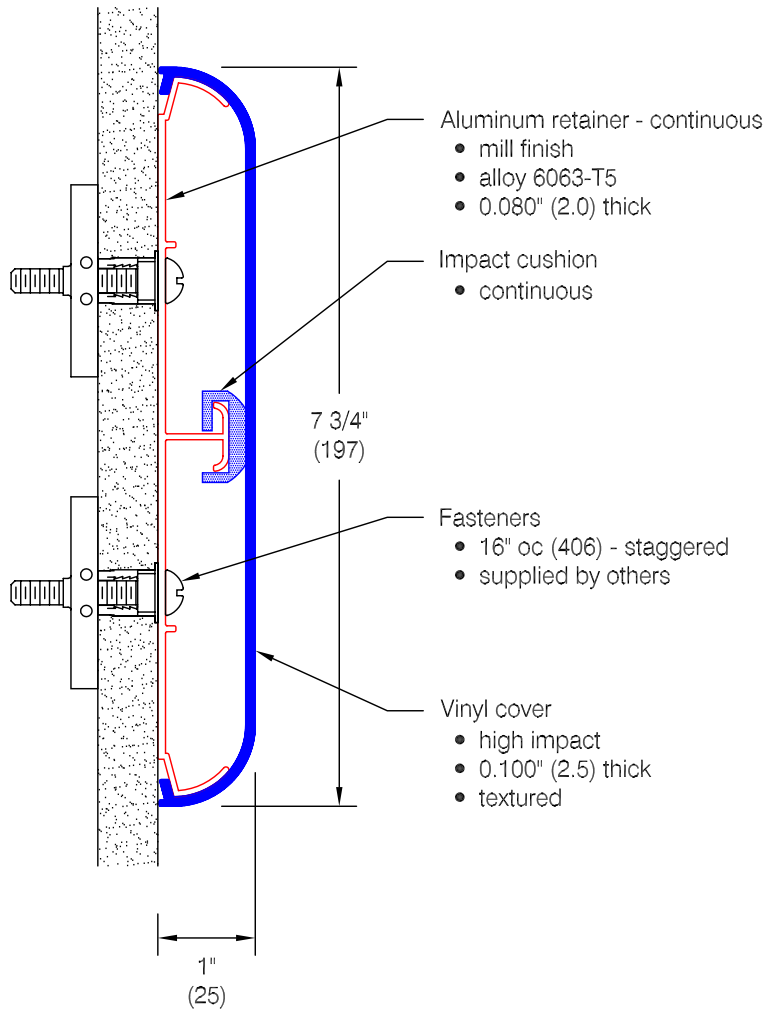 Aluminum retainer - continuous
• mill finish
• alloy 6063-T5
• 0.080" (2.0) thick
Impact cushion
• continuous
7 3/4"
(197)
Fasteners
• 16" oc (406) - staggered
• supplied by others
Vinyl cover
• high impact
• 0.100" (2.5) thick
• textured
1"
(25)